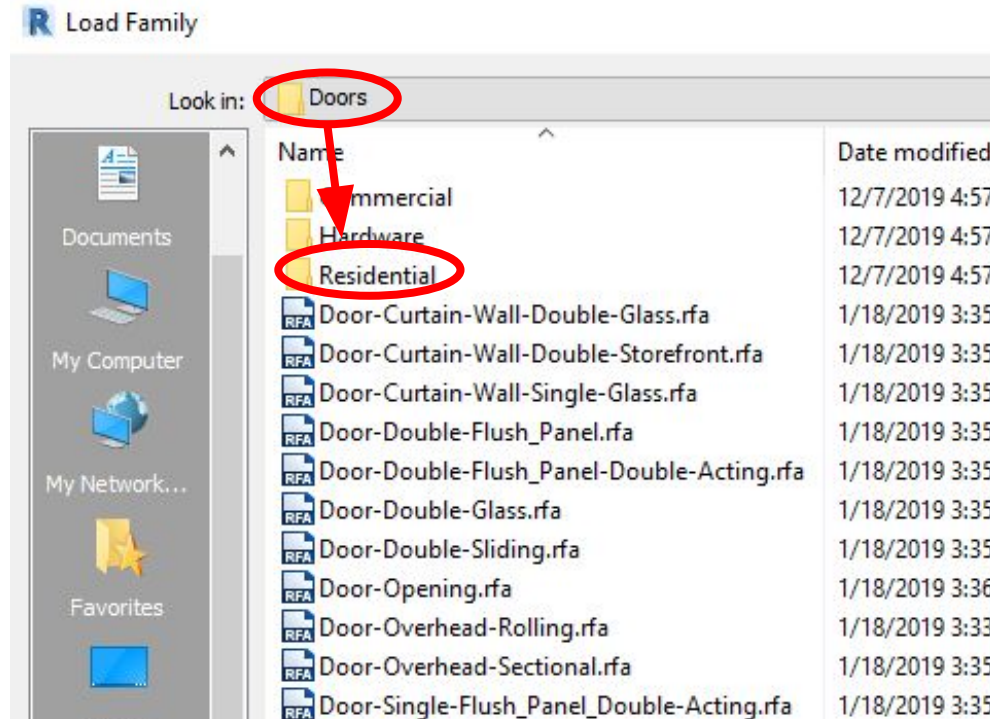 Load Family
Look in: Doors
Name Date modified
Commercial 12/7/2019 4:57
Hardware 12/7/2019 4:57
Residential 12/7/2019 4:57
Door-Curtain-Wall-Double-Glass.rfa 1/18/2019 3:35
Door-Curtain-Wall-Double-Storefront.rfa 1/18/2019 3:35
Door-Curtain-Wall-Single-Glass.rfa 1/18/2019 3:35
Door-Double-Flush_Panel.rfa 1/18/2019 3:35
Door-Double-Flush_Panel-Double-Acting.rfa 1/18/2019 3:35
Door-Double-Glass.rfa 1/18/2019 3:35
Door-Double-Sliding.rfa 1/18/2019 3:35
Door-Opening.rfa 1/18/2019 3:36
Door-Overhead-Rolling.rfa 1/18/2019 3:33
Door-Overhead-Sectional.rfa 1/18/2019 3:35
Door-Single-Flush_Panel_Double-Acting.rfa 1/18/2019 3:35
Documents
My Computer
My Network...
Favorites